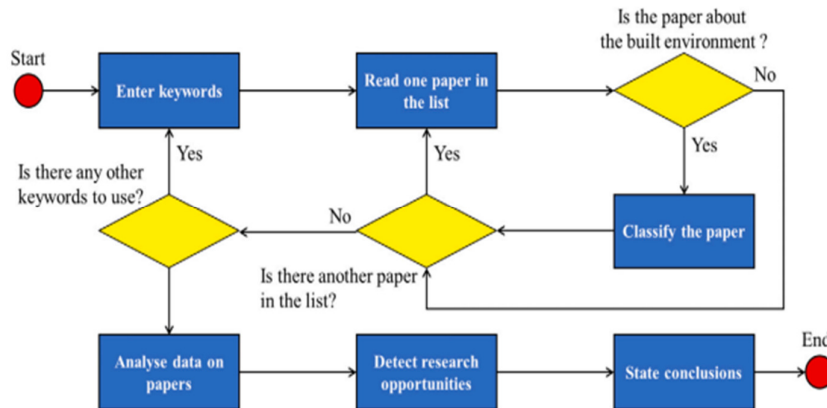 Is the paper about
the built environment ?
Start
No
Enter keywords
Read one paper in
the list
Yes
Yes
Yes
Is there any other
keywords to use?
No
Classify the paper
Is there another paper
in the list?
End
Analyse data on
papers
Detect research
opportunities
State conclusions